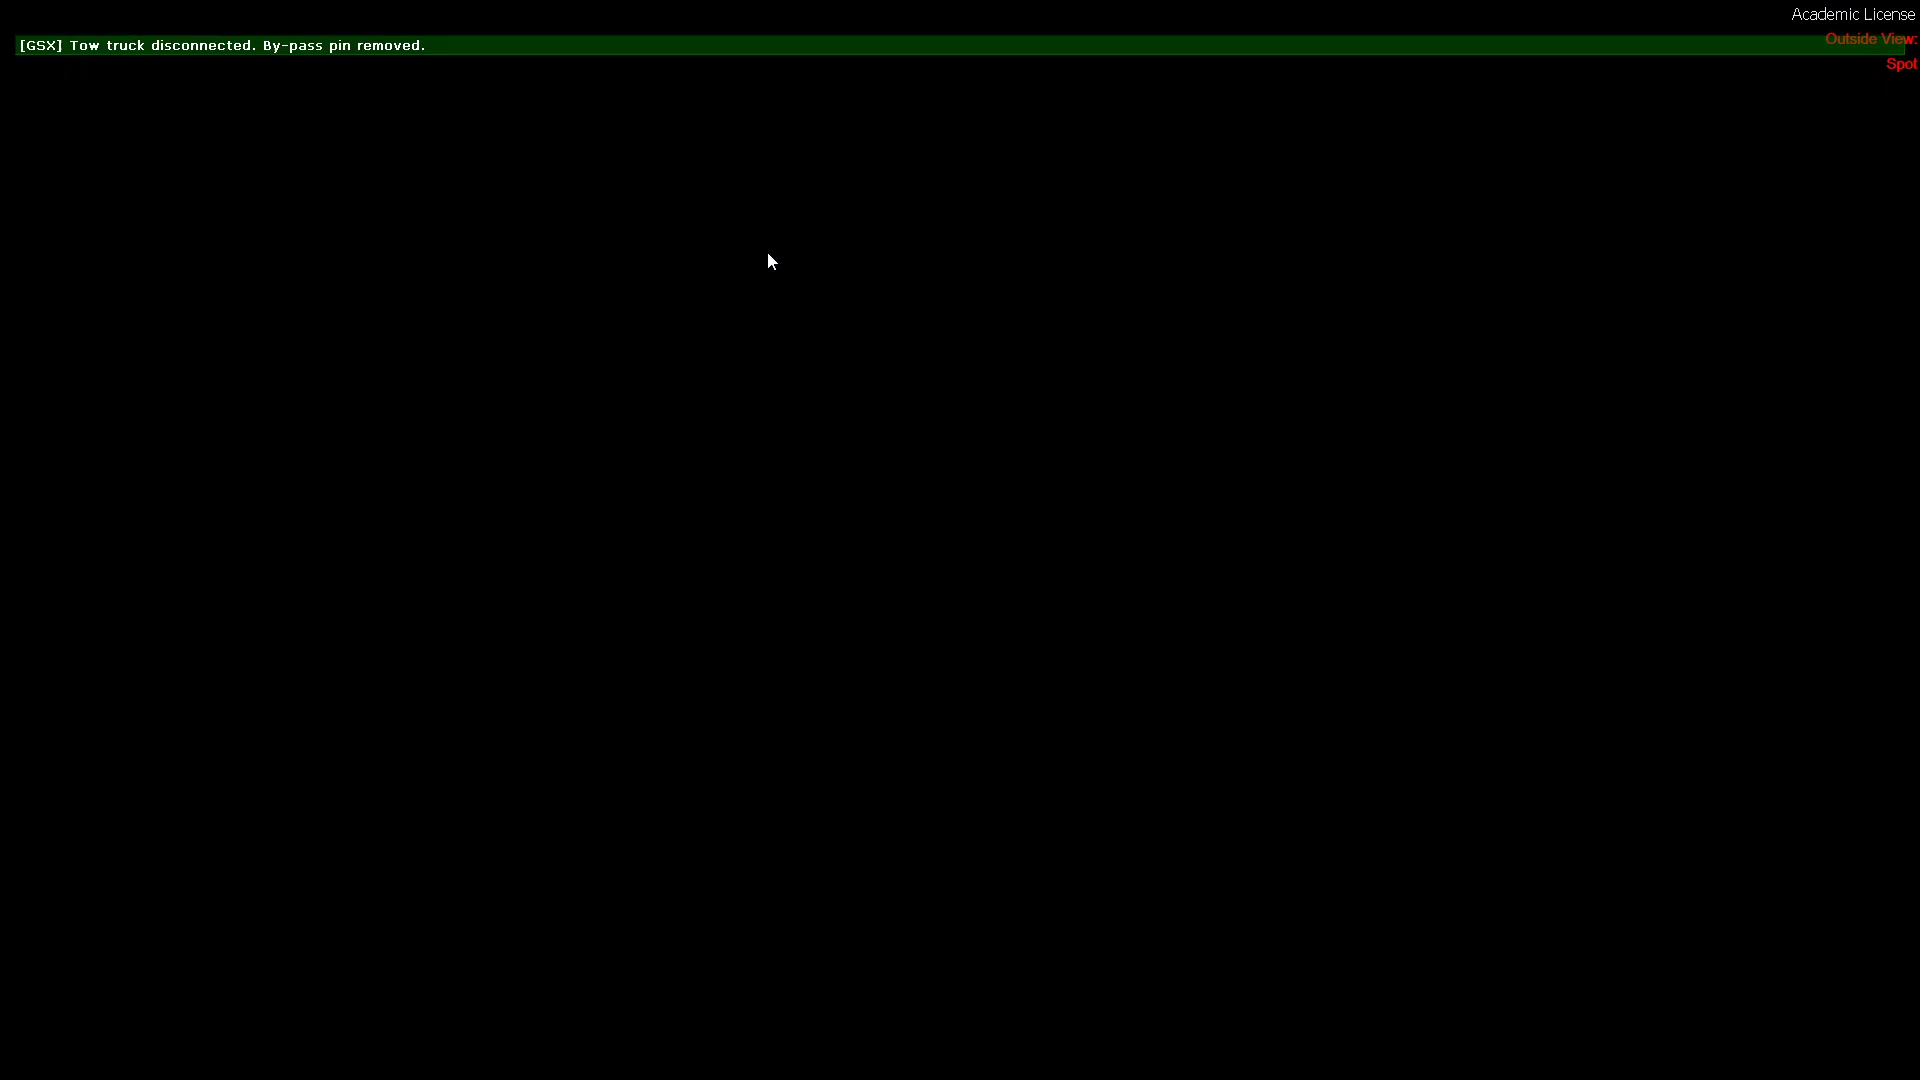 Academic License
[GSX] Tow truck disconnected. By-pass pin removed.
Outside View:
Spot